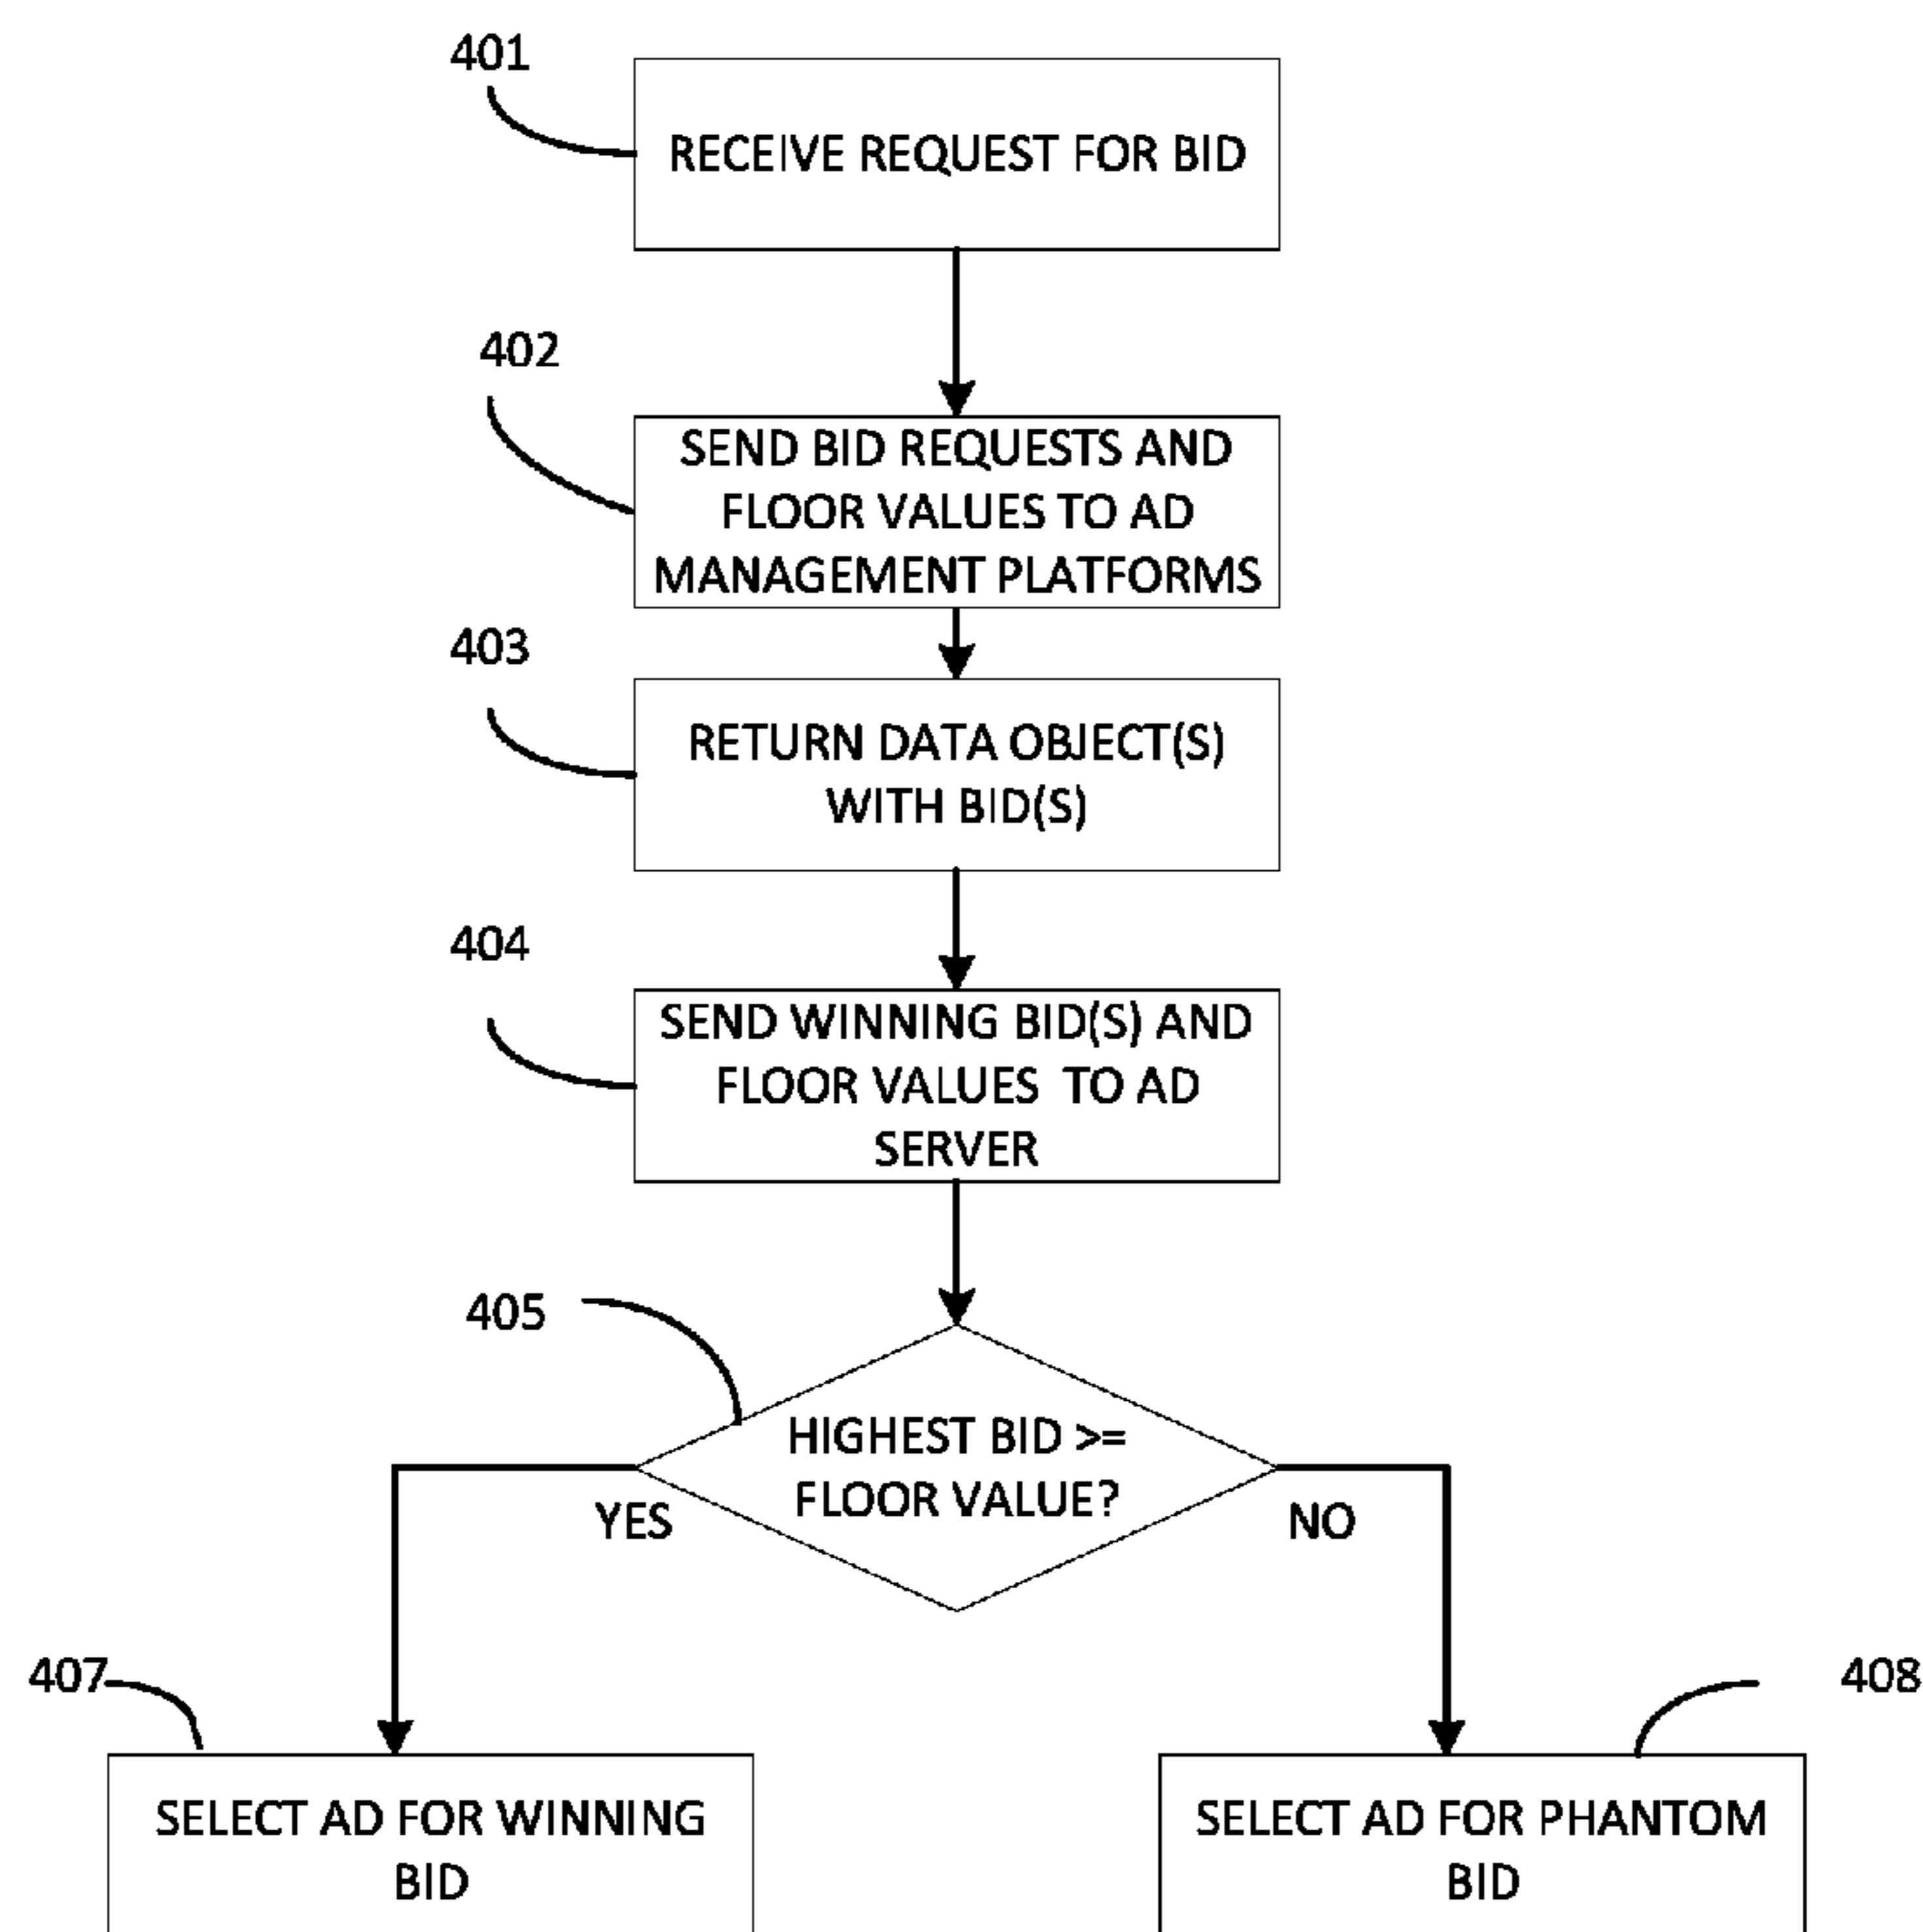 401
RECEIVE REQUEST FOR BID
402
SEND BID REQUESTS AND
FLOOR VALUES TO AD
MANAGEMENT PLATFORMS
403
RETURN DATA OBJECT(S)
WITH BID(S)
404
SEND WINNING BID(S) AND
FLOOR VALUES TO AD
SERVER
405
HIGHEST BID >=
FLOOR VALUE?
YES
NO
407
408
SELECT AD FOR WINNING
BID
SELECT AD FOR PHANTOM
BID